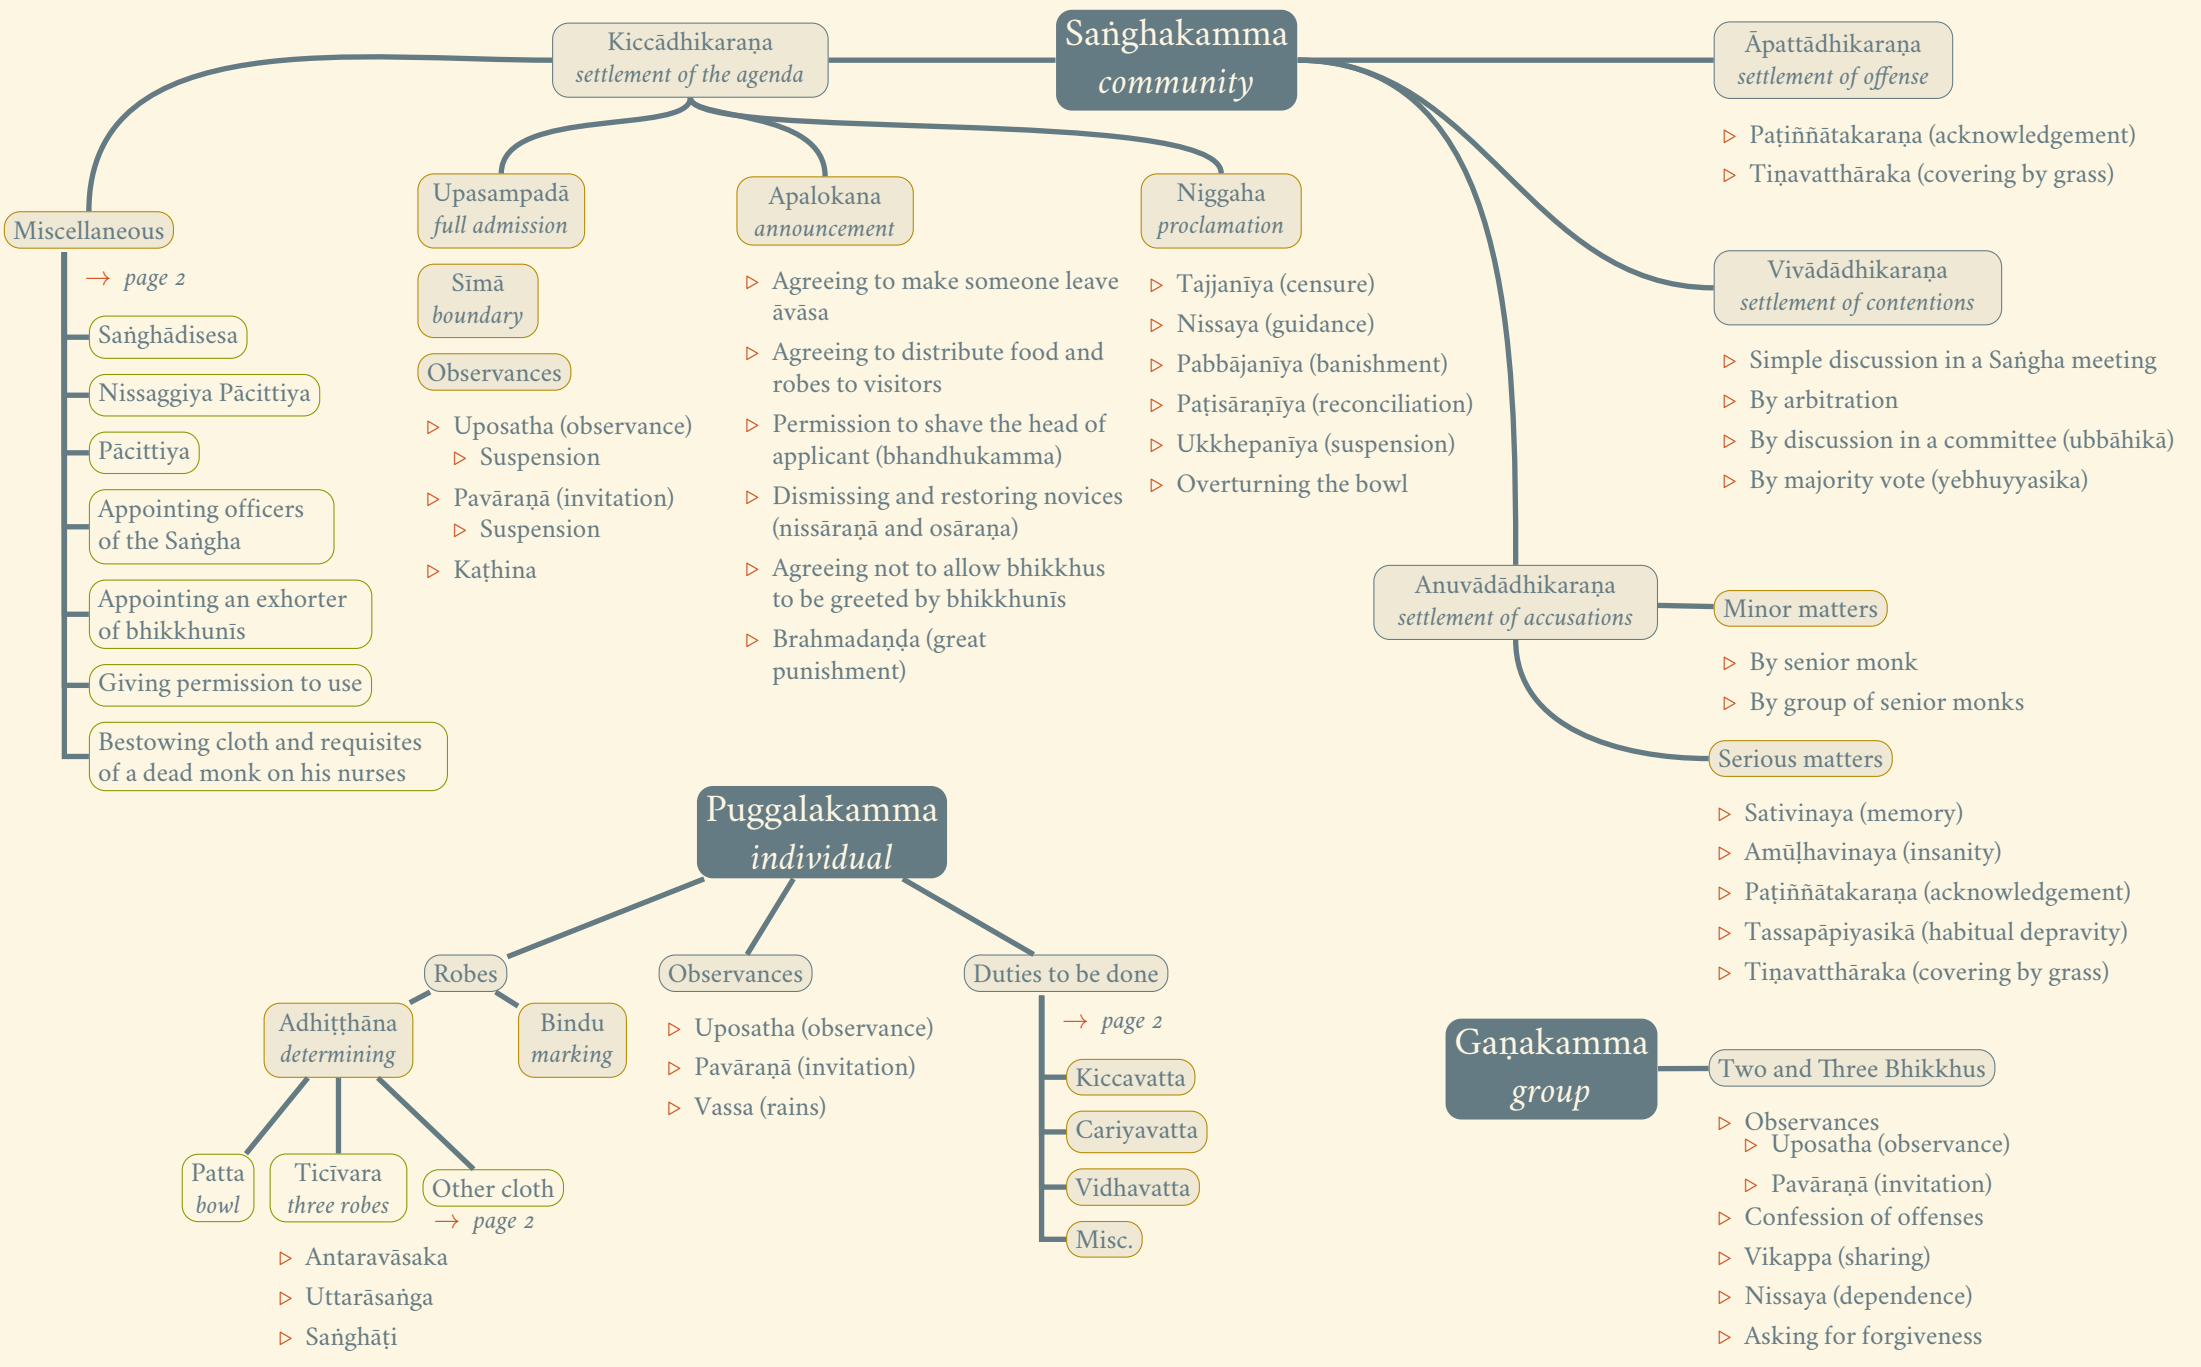 Saṅghakamma
community
Kiccādhikaraṇa
settlement of the agenda
Miscellaneous
→ page 2
Saṅghādisesa
Nissaggiya Pācittiya
Pācittiya
Appointing officers
of the Saṅgha
Appointing an exhorter
of bhikkhunīs
Giving permission to use
Bestowing cloth and requisites
of a dead monk on his nurses
Upasampadā
full admission
Sīmā
boundary
Observances
▹ Uposatha (observance)
▹ Suspension
▹ Pavāraṇā (invitation)
▹ Suspension
▹ Kaṭhina
Apalokana
announcement
▹ Agreeing to make someone leave
āvāsa
▹ Agreeing to distribute food and
robes to visitors
▹ Permission to shave the head of
applicant (bhandhukamma)
▹ Dismissing and restoring novices
(nissāraṇā and osāraṇa)
▹ Agreeing not to allow bhikkhus
to be greeted by bhikkhunīs
▹ Brahmadaṇḍa (great
punishment)
Niggaha
proclamation
▹ Tajjanīya (censure)
▹ Nissaya (guidance)
▹ Pabbājanīya (banishment)
▹ Paṭisāraṇīya (reconciliation)
▹ Ukkhepanīya (suspension)
▹ Overturning the bowl
Āpattādhikaraṇa
settlement of offense
▹ Paṭiññātakaraṇa (acknowledgement)
▹ Tiṇavatthāraka (covering by grass)
Vivādādhikaraṇa
settlement of contentions
▹ Simple discussion in a Saṅgha meeting
▹ By arbitration
▹ By discussion in a committee (ubbāhikā)
▹ By majority vote (yebhuyyasika)
Anuvādādhikaraṇa
settlement of accusations
Minor matters
▹ By senior monk
▹ By group of senior monks
Serious matters
▹ Sativinaya (memory)
▹ Amūḷhavinaya (insanity)
▹ Paṭiññātakaraṇa (acknowledgement)
▹ Tassapāpiyasikā (habitual depravity)
▹ Tiṇavatthāraka (covering by grass)
Puggalakamma
individual
Robes
Adhiṭṭhāna
determining
Bindu
marking
Patta
bowl
Ticīvara
three robes
Other cloth
→ page 2
▹ Antaravāsaka
▹ Uttarāsaṅga
▹ Saṅghāṭi
Observances
▹ Uposatha (observance)
▹ Pavāraṇā (invitation)
▹ Vassa (rains)
Duties to be done
→ page 2
Kiccavatta
Cariyavatta
Vidhavatta
Misc.
Gaṇakamma
group
Two and Three Bhikkhus
▹ Observances
▹ Uposatha (observance)
▹ Pavāraṇā (invitation)
▹ Confession of offenses
▹ Vikappa (sharing)
▹ Nissaya (dependence)
▹ Asking for forgiveness